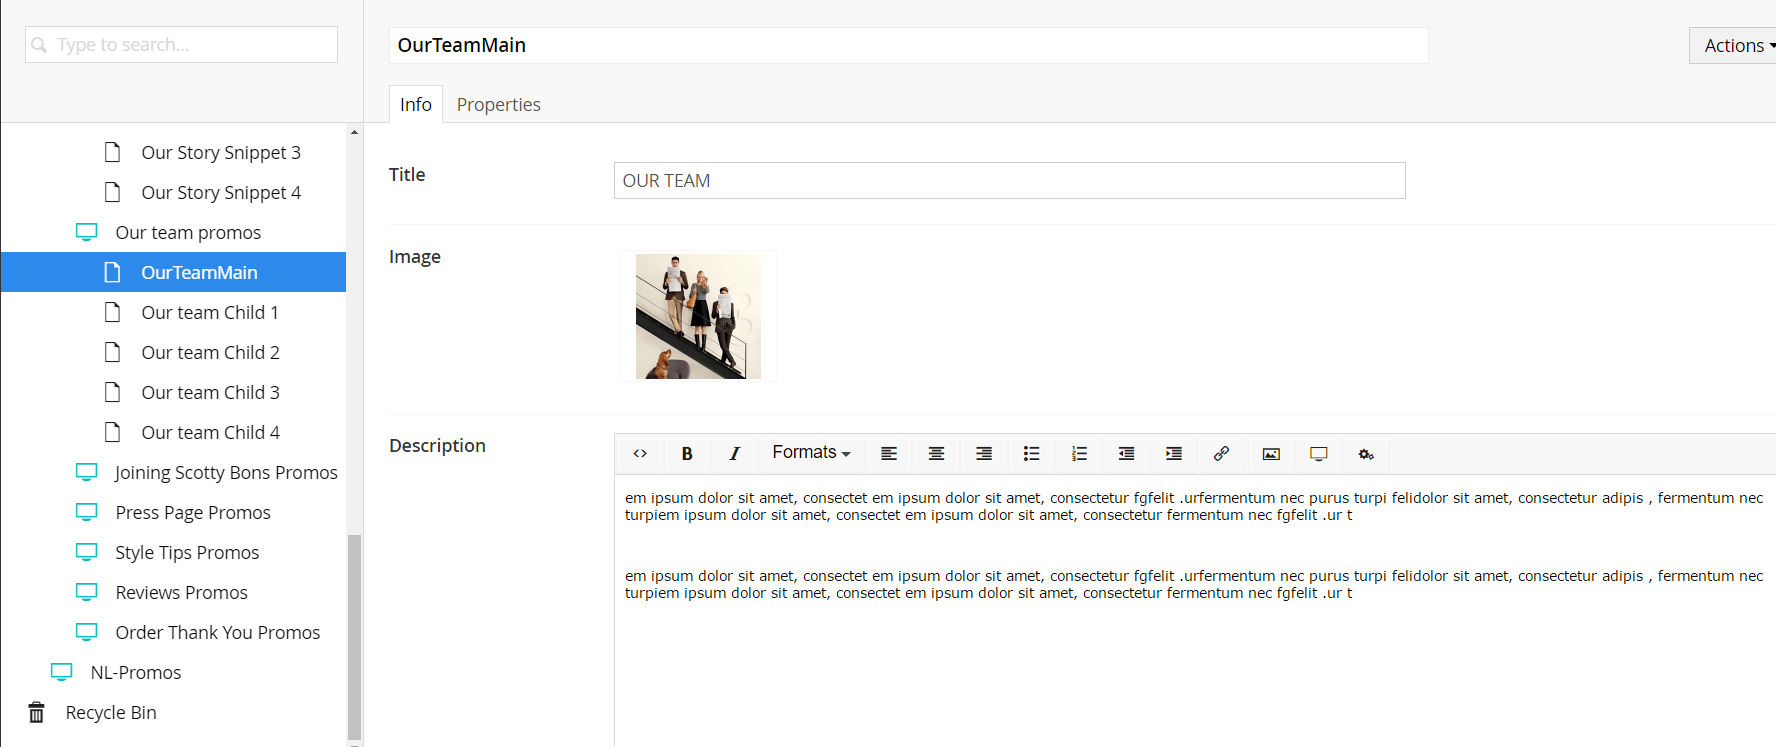 Type to search...
OurTeamMain
Actions
Info
Properties
Our Story Snippet 3
Our Story Snippet 4
Our team promos
OurTeamMain
Our team Child 1
Our team Child 2
Our team Child 3
Our team Child 4
Joining Scotty Bons Promos
Press Page Promos
Style Tips Promos
Reviews Promos
Order Thank You Promos
NL-Promos
Recycle Bin
Title
OUR TEAM
Image
Description
Formats
em ipsum dolor sit amet, consectet em ipsum dolor sit amet, consectetur fgfelit .urfermentum nec purus turpi felidolor sit amet, consectetur adipis , fermentum nec
turpiem ipsum dolor sit amet, consectet em ipsum dolor sit amet, consectetur fermentum nec fgfelit .ur t
em ipsum dolor sit amet, consectet em ipsum dolor sit amet, consectetur fgfelit .urfermentum nec purus turpi felidolor sit amet, consectetur adipis , fermentum nec
turpiem ipsum dolor sit amet, consectet em ipsum dolor sit amet, consectetur fermentum nec fgfelit .ur t